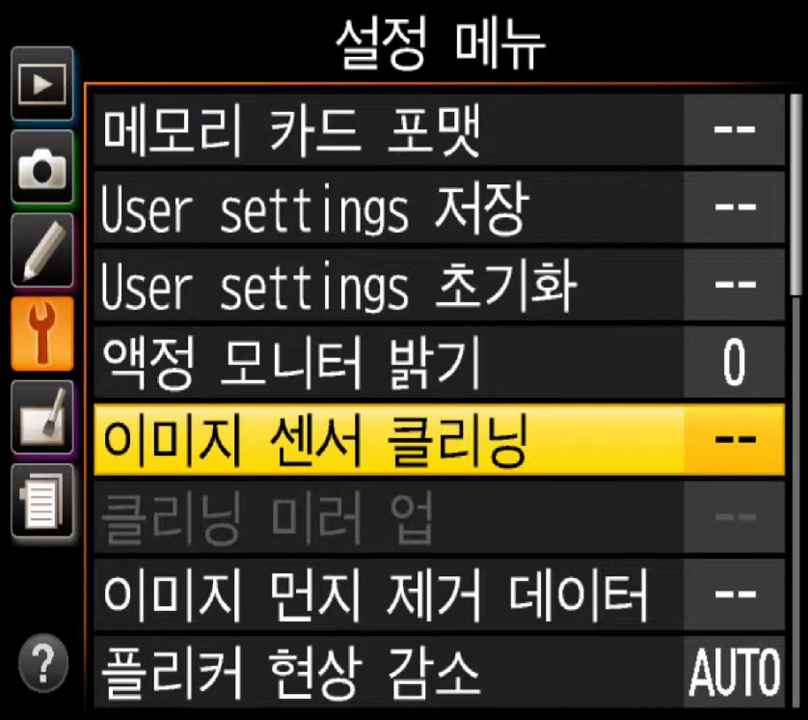 설정 메뉴
메모리 카드 포맷 --
User settings 저장 --
User settings 초기화 --
액정 모니터 밝기 0
이미지 센서 클리닝 --
클리닝 미러 업 --
이미지 먼지 제거 데이터 --
플리커 현상 감소 AUTO
?